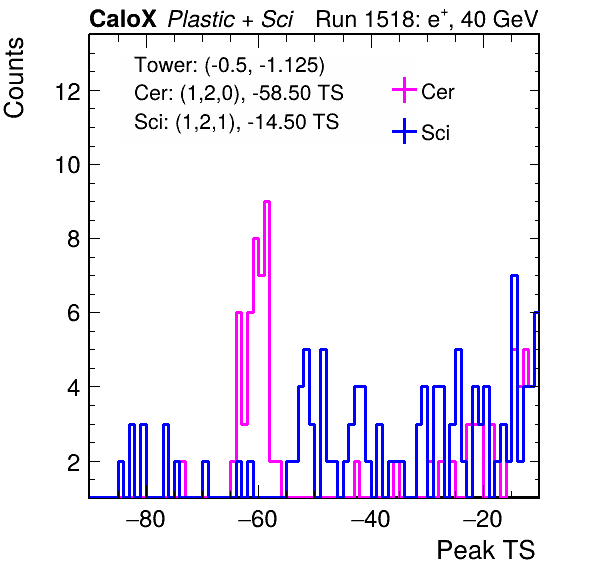 CaloX Plastic + Sci Run 1518: e⁺, 40 GeV
Counts
Tower: (-0.5, -1.125)
Cer: (1,2,0), -58.50 TS
Sci: (1,2,1), -14.50 TS
Cer
Sci
12
10
8
6
4
2
−80 −60 −40 −20
Peak TS